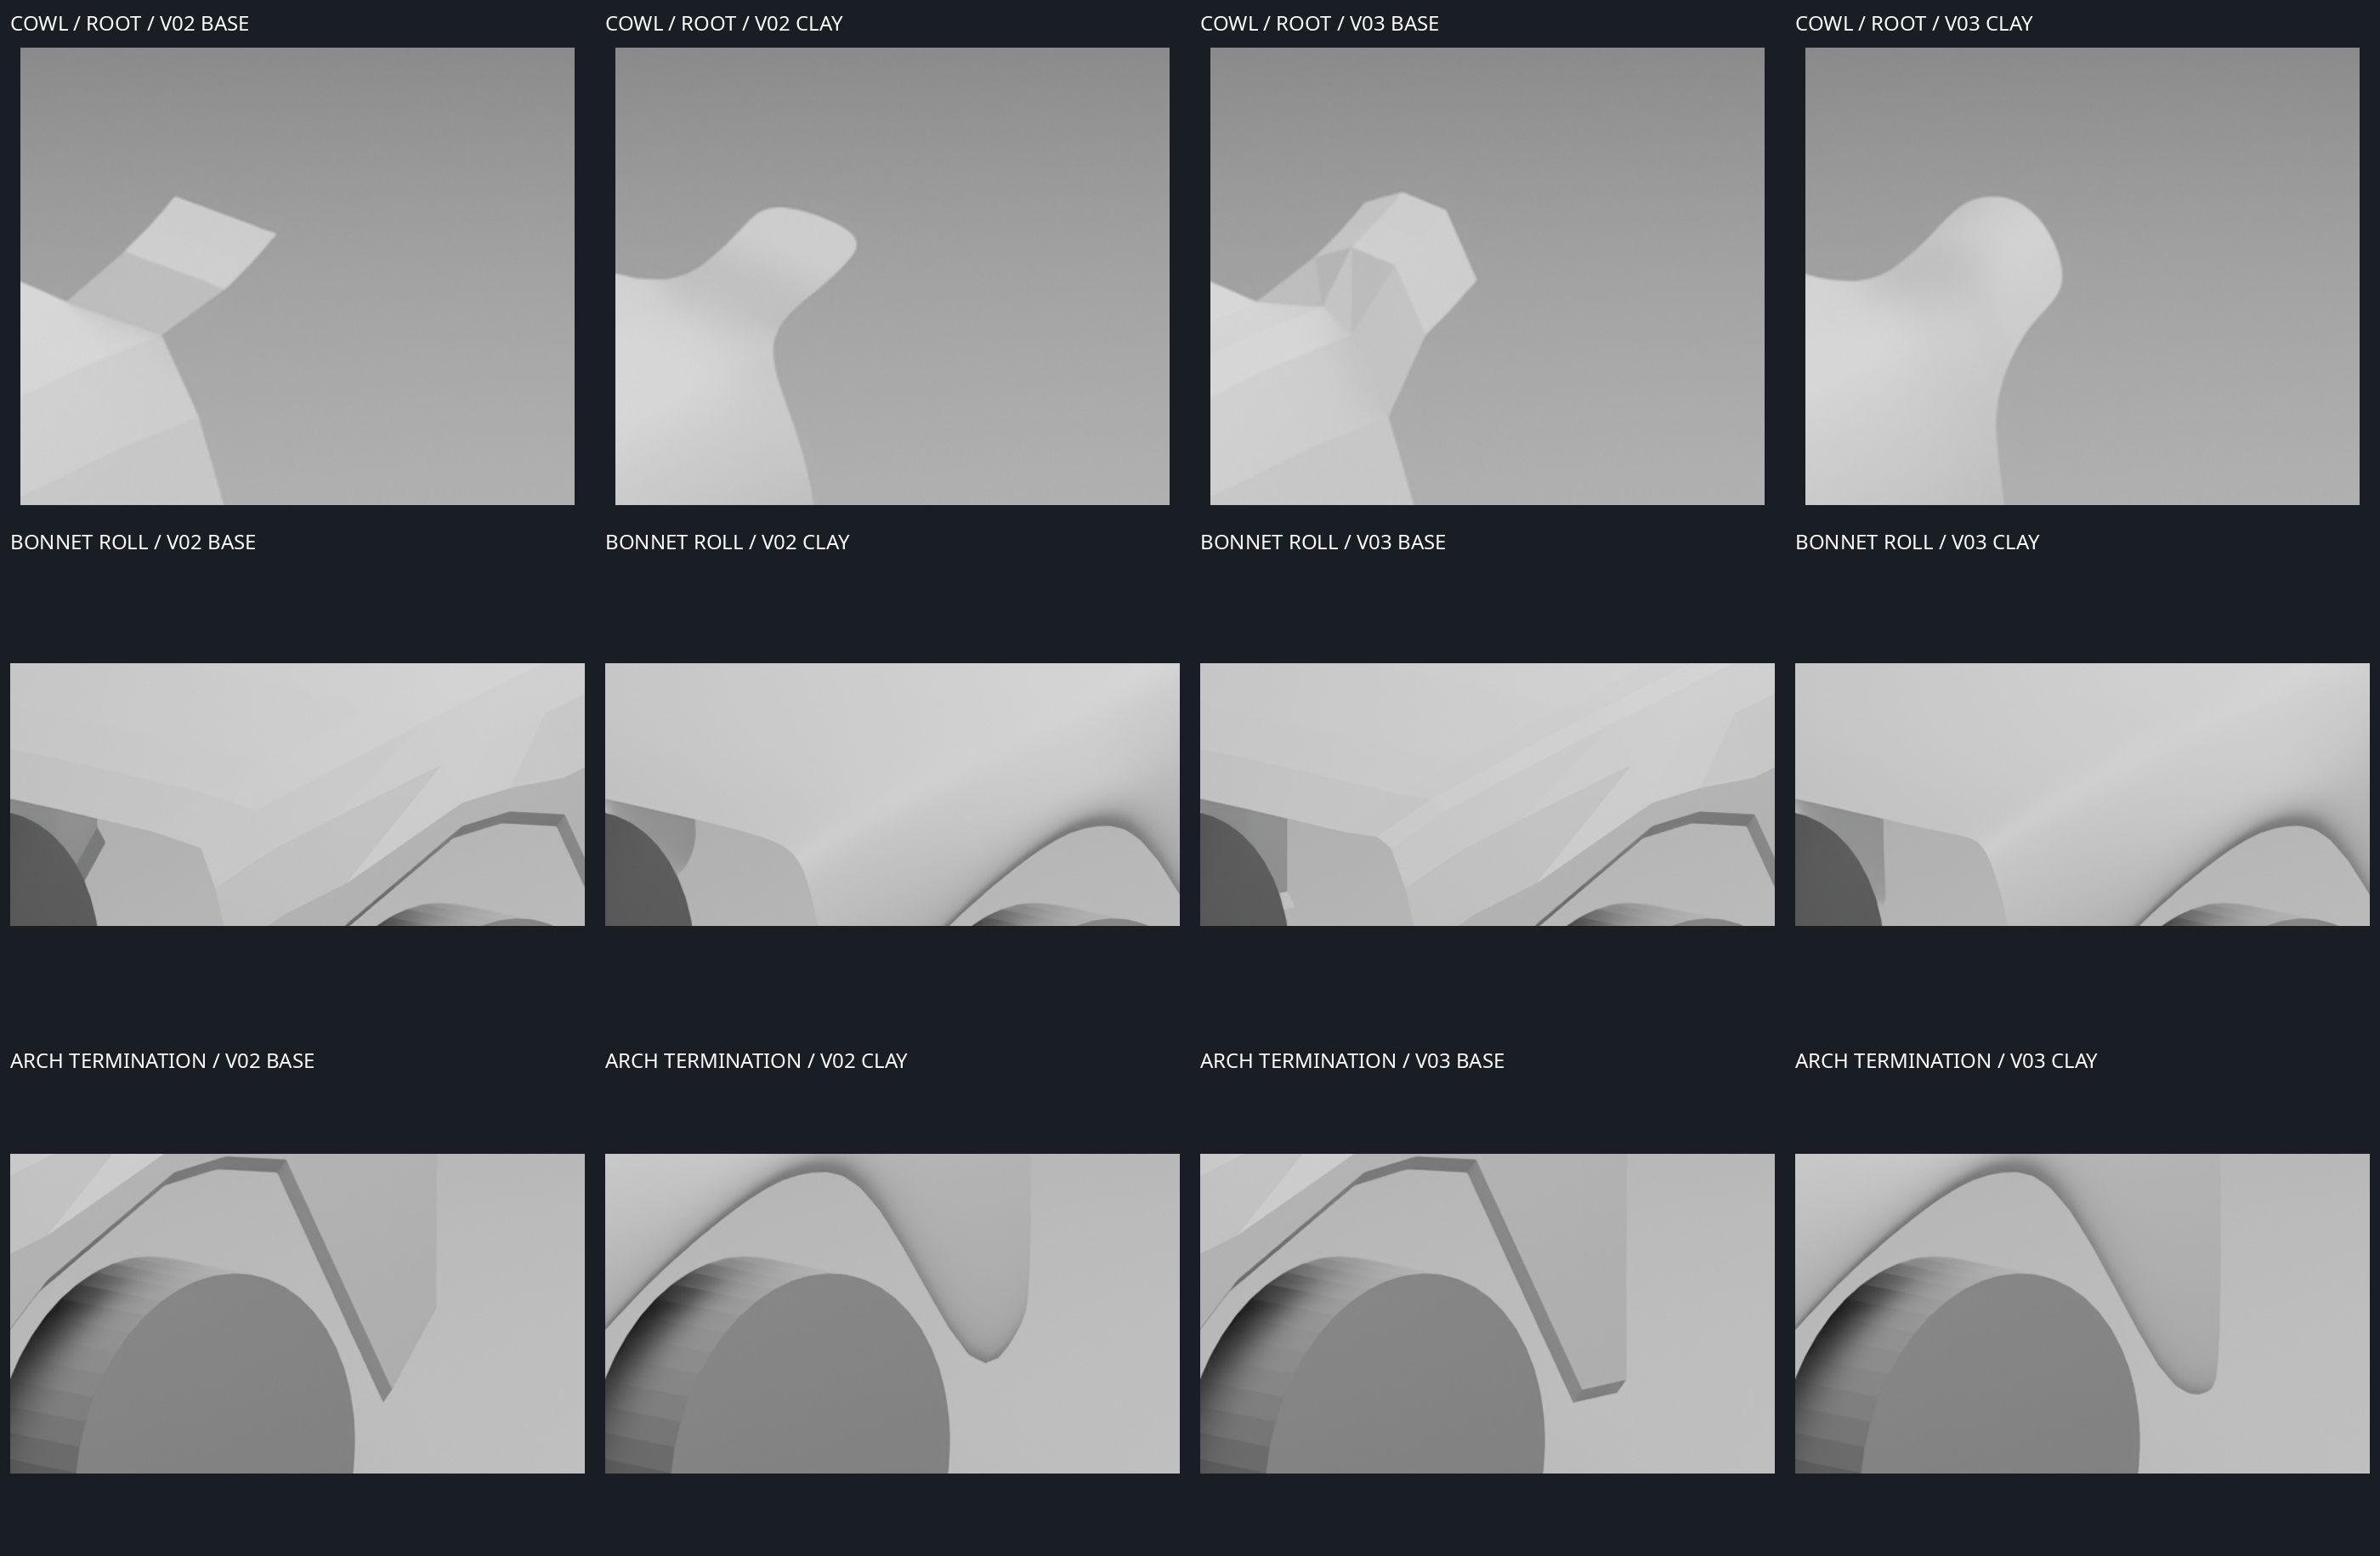 COWL / ROOT / V02 BASE
COWL / ROOT / V02 CLAY
COWL / ROOT / V03 BASE
COWL / ROOT / V03 CLAY
BONNET ROLL / V02 BASE
BONNET ROLL / V02 CLAY
BONNET ROLL / V03 BASE
BONNET ROLL / V03 CLAY
ARCH TERMINATION / V02 BASE
ARCH TERMINATION / V02 CLAY
ARCH TERMINATION / V03 BASE
ARCH TERMINATION / V03 CLAY